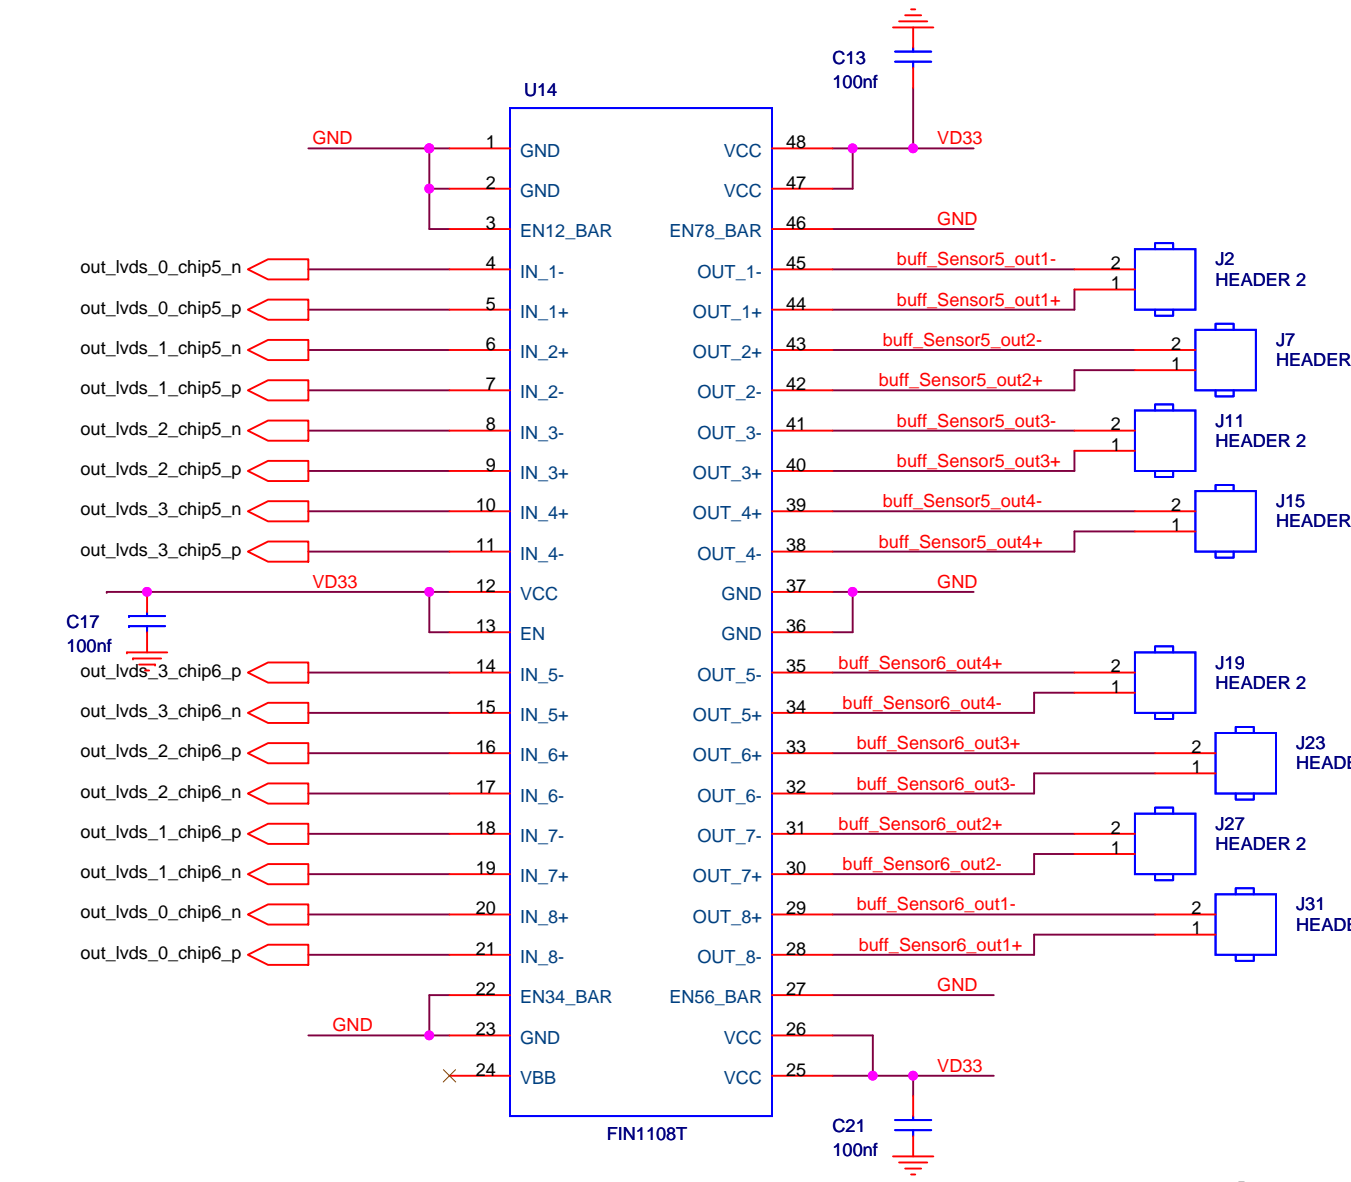 C13
100nf
U14
GND 1 GND VCC 48 VD33
2 GND VCC 47
3 EN12_BAR EN78_BAR 46 GND
out_lvds_0_chip5_n 4 IN_1- OUT_1- 45 buff_Sensor5_out1- 2 J2
out_lvds_0_chip5_p 5 IN_1+ OUT_1+ 44 buff_Sensor5_out1+ 1 HEADER 2
out_lvds_1_chip5_n 6 IN_2+ OUT_2+ 43 buff_Sensor5_out2- 2 J7
out_lvds_1_chip5_p 7 IN_2- OUT_2- 42 buff_Sensor5_out2+ 1 HEADER
out_lvds_2_chip5_n 8 IN_3- OUT_3- 41 buff_Sensor5_out3- 2 J11
out_lvds_2_chip5_p 9 IN_3+ OUT_3+ 40 buff_Sensor5_out3+ 1 HEADER 2
out_lvds_3_chip5_n 10 IN_4+ OUT_4+ 39 buff_Sensor5_out4- 2 J15
out_lvds_3_chip5_p 11 IN_4- OUT_4- 38 buff_Sensor5_out4+ 1 HEADER
VD33 12 VCC GND 37 GND
C17
100nf
13 EN GND 36
out_lvds_3_chip6_p 14 IN_5- OUT_5- 35 buff_Sensor6_out4+ 2 J19
out_lvds_3_chip6_n 15 IN_5+ OUT_5+ 34 buff_Sensor6_out4- 1 HEADER 2
out_lvds_2_chip6_p 16 IN_6+ OUT_6+ 33 buff_Sensor6_out3+ 2 J23
out_lvds_2_chip6_n 17 IN_6- OUT_6- 32 buff_Sensor6_out3- 1 HEADE
out_lvds_1_chip6_p 18 IN_7- OUT_7- 31 buff_Sensor6_out2+ 2 J27
out_lvds_1_chip6_n 19 IN_7+ OUT_7+ 30 buff_Sensor6_out2- 1 HEADER 2
out_lvds_0_chip6_n 20 IN_8+ OUT_8+ 29 buff_Sensor6_out1- 2 J31
out_lvds_0_chip6_p 21 IN_8- OUT_8- 28 buff_Sensor6_out1+ 1 HEADE
22 EN34_BAR EN56_BAR 27 GND
GND 23 GND VCC 26
24 VBB VCC 25 VD33
C21
100nf
FIN1108T